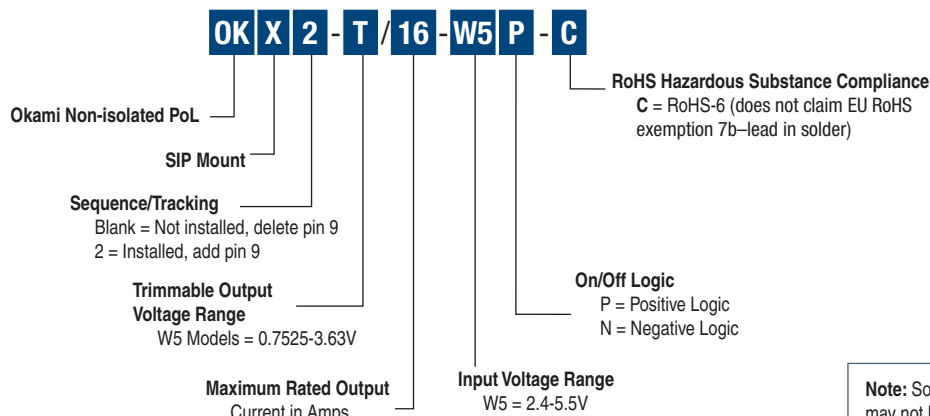 OK X 2 - T / 16 - W5 P - C
RoHS Hazardous Substance Compliance
C = RoHS-6 (does not claim EU RoHS
exemption 7b–lead in solder)
Okami Non-isolated PoL
SIP Mount
Sequence/Tracking
Blank = Not installed, delete pin 9
2 = Installed, add pin 9
On/Off Logic
P = Positive Logic
N = Negative Logic
Trimmable Output
Voltage Range
W5 Models = 0.7525-3.63V
Input Voltage Range
W5 = 2.4-5.5V
Maximum Rated Output
Current in Amps
Note:
may not